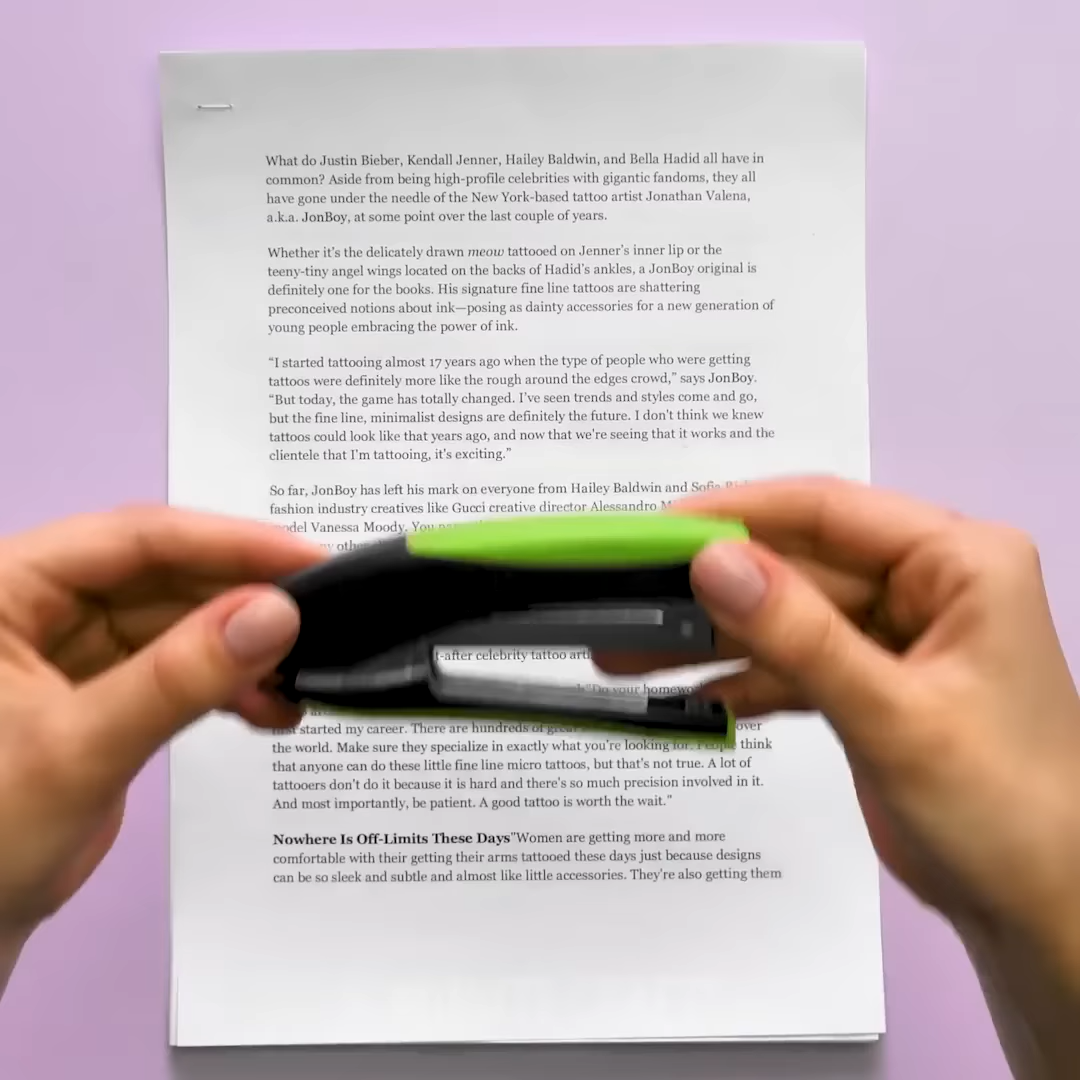 What do Justin Bieber, Kendall Jenner, Hailey Baldwin, and Bella Hadid all have in
common? Aside from being high-profile celebrities with gigantic fandoms, they all
have gone under the needle of the New York-based tattoo artist Jonathan Valena,
a.k.a. JonBoy, at some point over the last couple of years.
Whether it’s the delicately drawn meow tattooed on Jenner’s inner lip or the
teeny-tiny angel wings located on the backs of Hadid’s ankles, a JonBoy original is
definitely one for the books. His signature fine line tattoos are shattering
preconceived notions about ink—posing as dainty accessories for a new generation of
young people embracing the power of ink.
“I started tattooing almost 17 years ago when the type of people who were getting
tattoos were definitely more like the rough around the edges crowd,” says JonBoy.
“But today, the game has totally changed. I’ve seen trends and styles come and go,
but the fine line, minimalist designs are definitely the future. I don’t think we knew
tattoos could look like that years ago, and now that we’re seeing that it works and the
clientele that I’m tattooing, it’s exciting.”
So far, JonBoy has left his mark on everyone from Hailey Baldwin and Sofia
fashion industry creatives like Gucci creative director Alessandro
Vanessa Moody. You
t-after celebrity tattoo
“Do your
started my career. There are hundreds of over
the world. Make sure they specialize in exactly what you’re looking for. People think
that anyone can do these little fine line micro tattoos, but that’s not true. A lot of
tattooers don’t do it because it is hard and there’s so much precision involved in it.
And most importantly, be patient. A good tattoo is worth the wait.”
Nowhere Is Off-Limits These Days”Women are getting more and more
comfortable with their getting their arms tattooed these days just because designs
can be so sleek and subtle and almost like little accessories. They’re also getting them